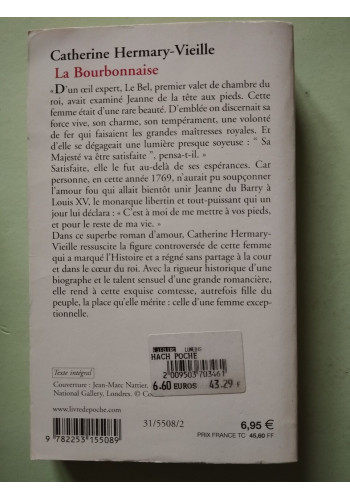 Catherine Hermary-Vieille
La Bourbonnaise
« D'un œil expert, Le Bel, premier valet de chambre du
roi, avait examiné Jeanne de la tête aux pieds. Cette
femme était d'une rare beauté. D'emblée on discernait sa
force vive, son charme, son tempérament, une volonté
de fer qui faisaient les grandes maîtresses royales. Et
d'elle se dégageait une lumière presque soyeuse : " Sa
Majesté va être satisfaite ", pensa-t-il. »
Satisfaite, elle le fut au-delà de ses espérances. Car
personne, en cette année 1769, n'aurait pu soupçonner
l'amour fou qui allait bientôt unir Jeanne du Barry à
Louis XV, le monarque libertin et tout-puissant qui un
jour lui déclara : « C'est à moi de me mettre à vos pieds,
et pour le reste de ma vie. »
Dans ce superbe roman d'amour, Catherine Hermary-
Vieille ressuscite la figure controversée de cette femme
qui a marqué l'Histoire et a régné sans partage à la cour
et dans le cœur du roi. Avec la rigueur historique d'une
biographe et le talent sensuel d'une grande romancière,
elle rend à cette exquise comtesse, autrefois fille du
peuple, la place qu'elle mérite : celle d'une femme excep-
tionnelle.
HACH POCHE
2009503703461
6.60 EUROS 43.29 F
Texte intégral
Couverture : Jean-Marc Nattier,
National Gallery, Londres. ©
www.livredepoche.com
31/5508/2
6,95 €
9 782253 155089
PRIX FRANCE TC 45,60 FF